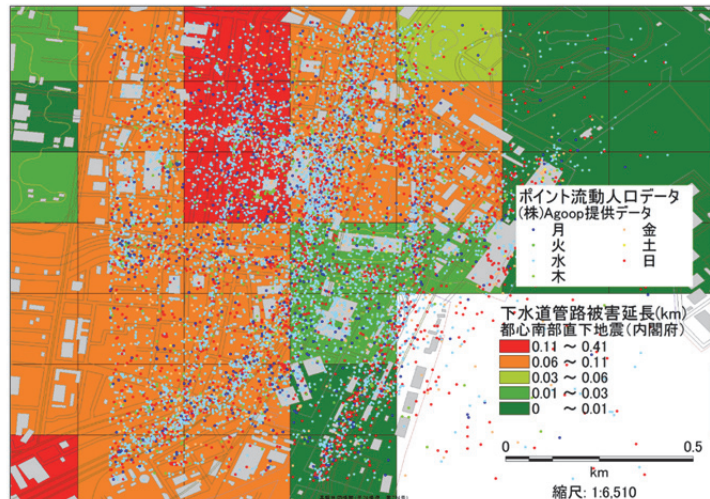 ポイント流動人口データ
(株)Agoop提供データ
月 金
火 土
水 日
木
下水道管路被害延長(km)
都心南部直下地震(内閣府)
0.11 ～ 0.41
0.06 ～ 0.11
0.03 ～ 0.06
0.01 ～ 0.03
0 ～ 0.01
0 0.5
km
縮尺: 1:6,510